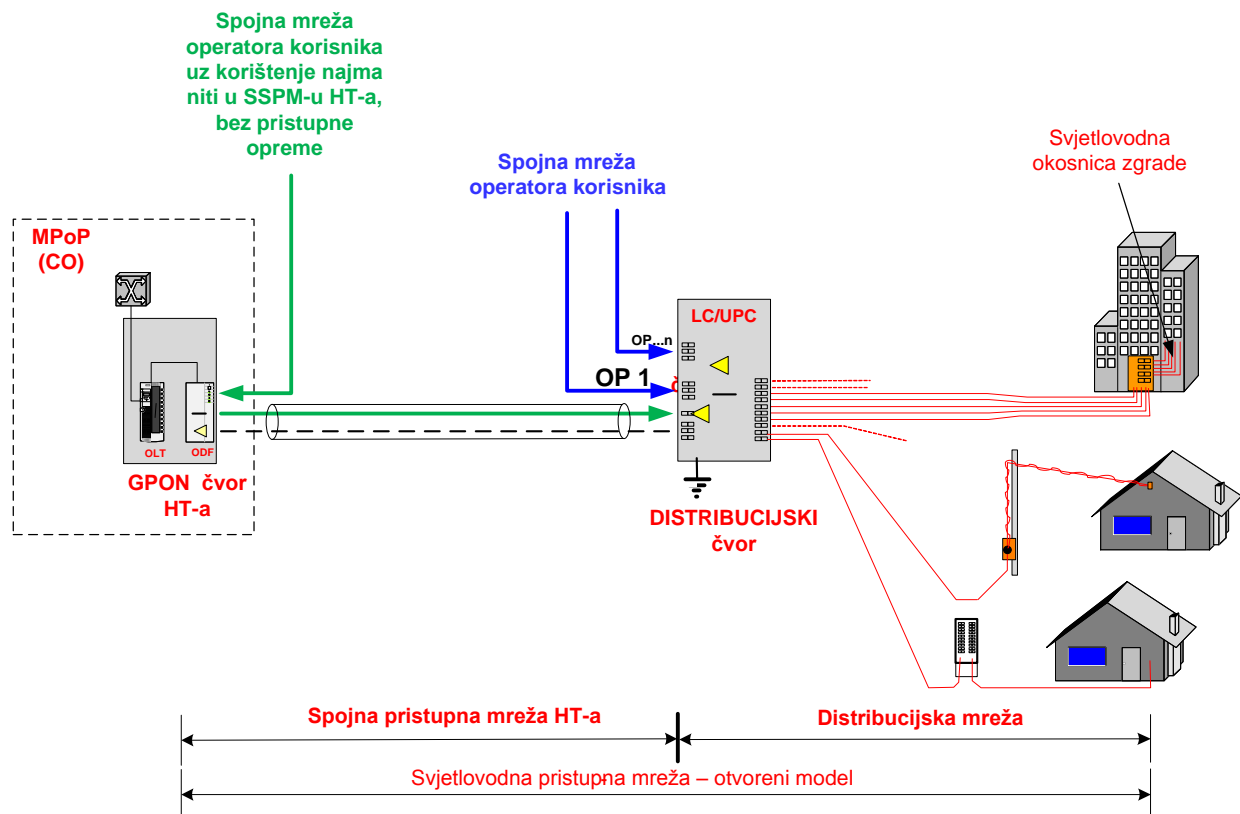 Spojna mreža
operatora korisnika
uz korištenje najma
niti u SSPM-u HT-a,
bez pristupne
opreme
Spojna mreža
operatora korisnika
Svjetlovodna
okosnica zgrade
MPoP
(CO)
LC/UPC
OP...n
OP 1
OLT
ODF
GPON čvor
HT-a
DISTRIBUCIJSKI
čvor
Spojna pristupna mreža HT-a
Distribucijska mreža
Svjetlovodna pristupna mreža – otvoreni model